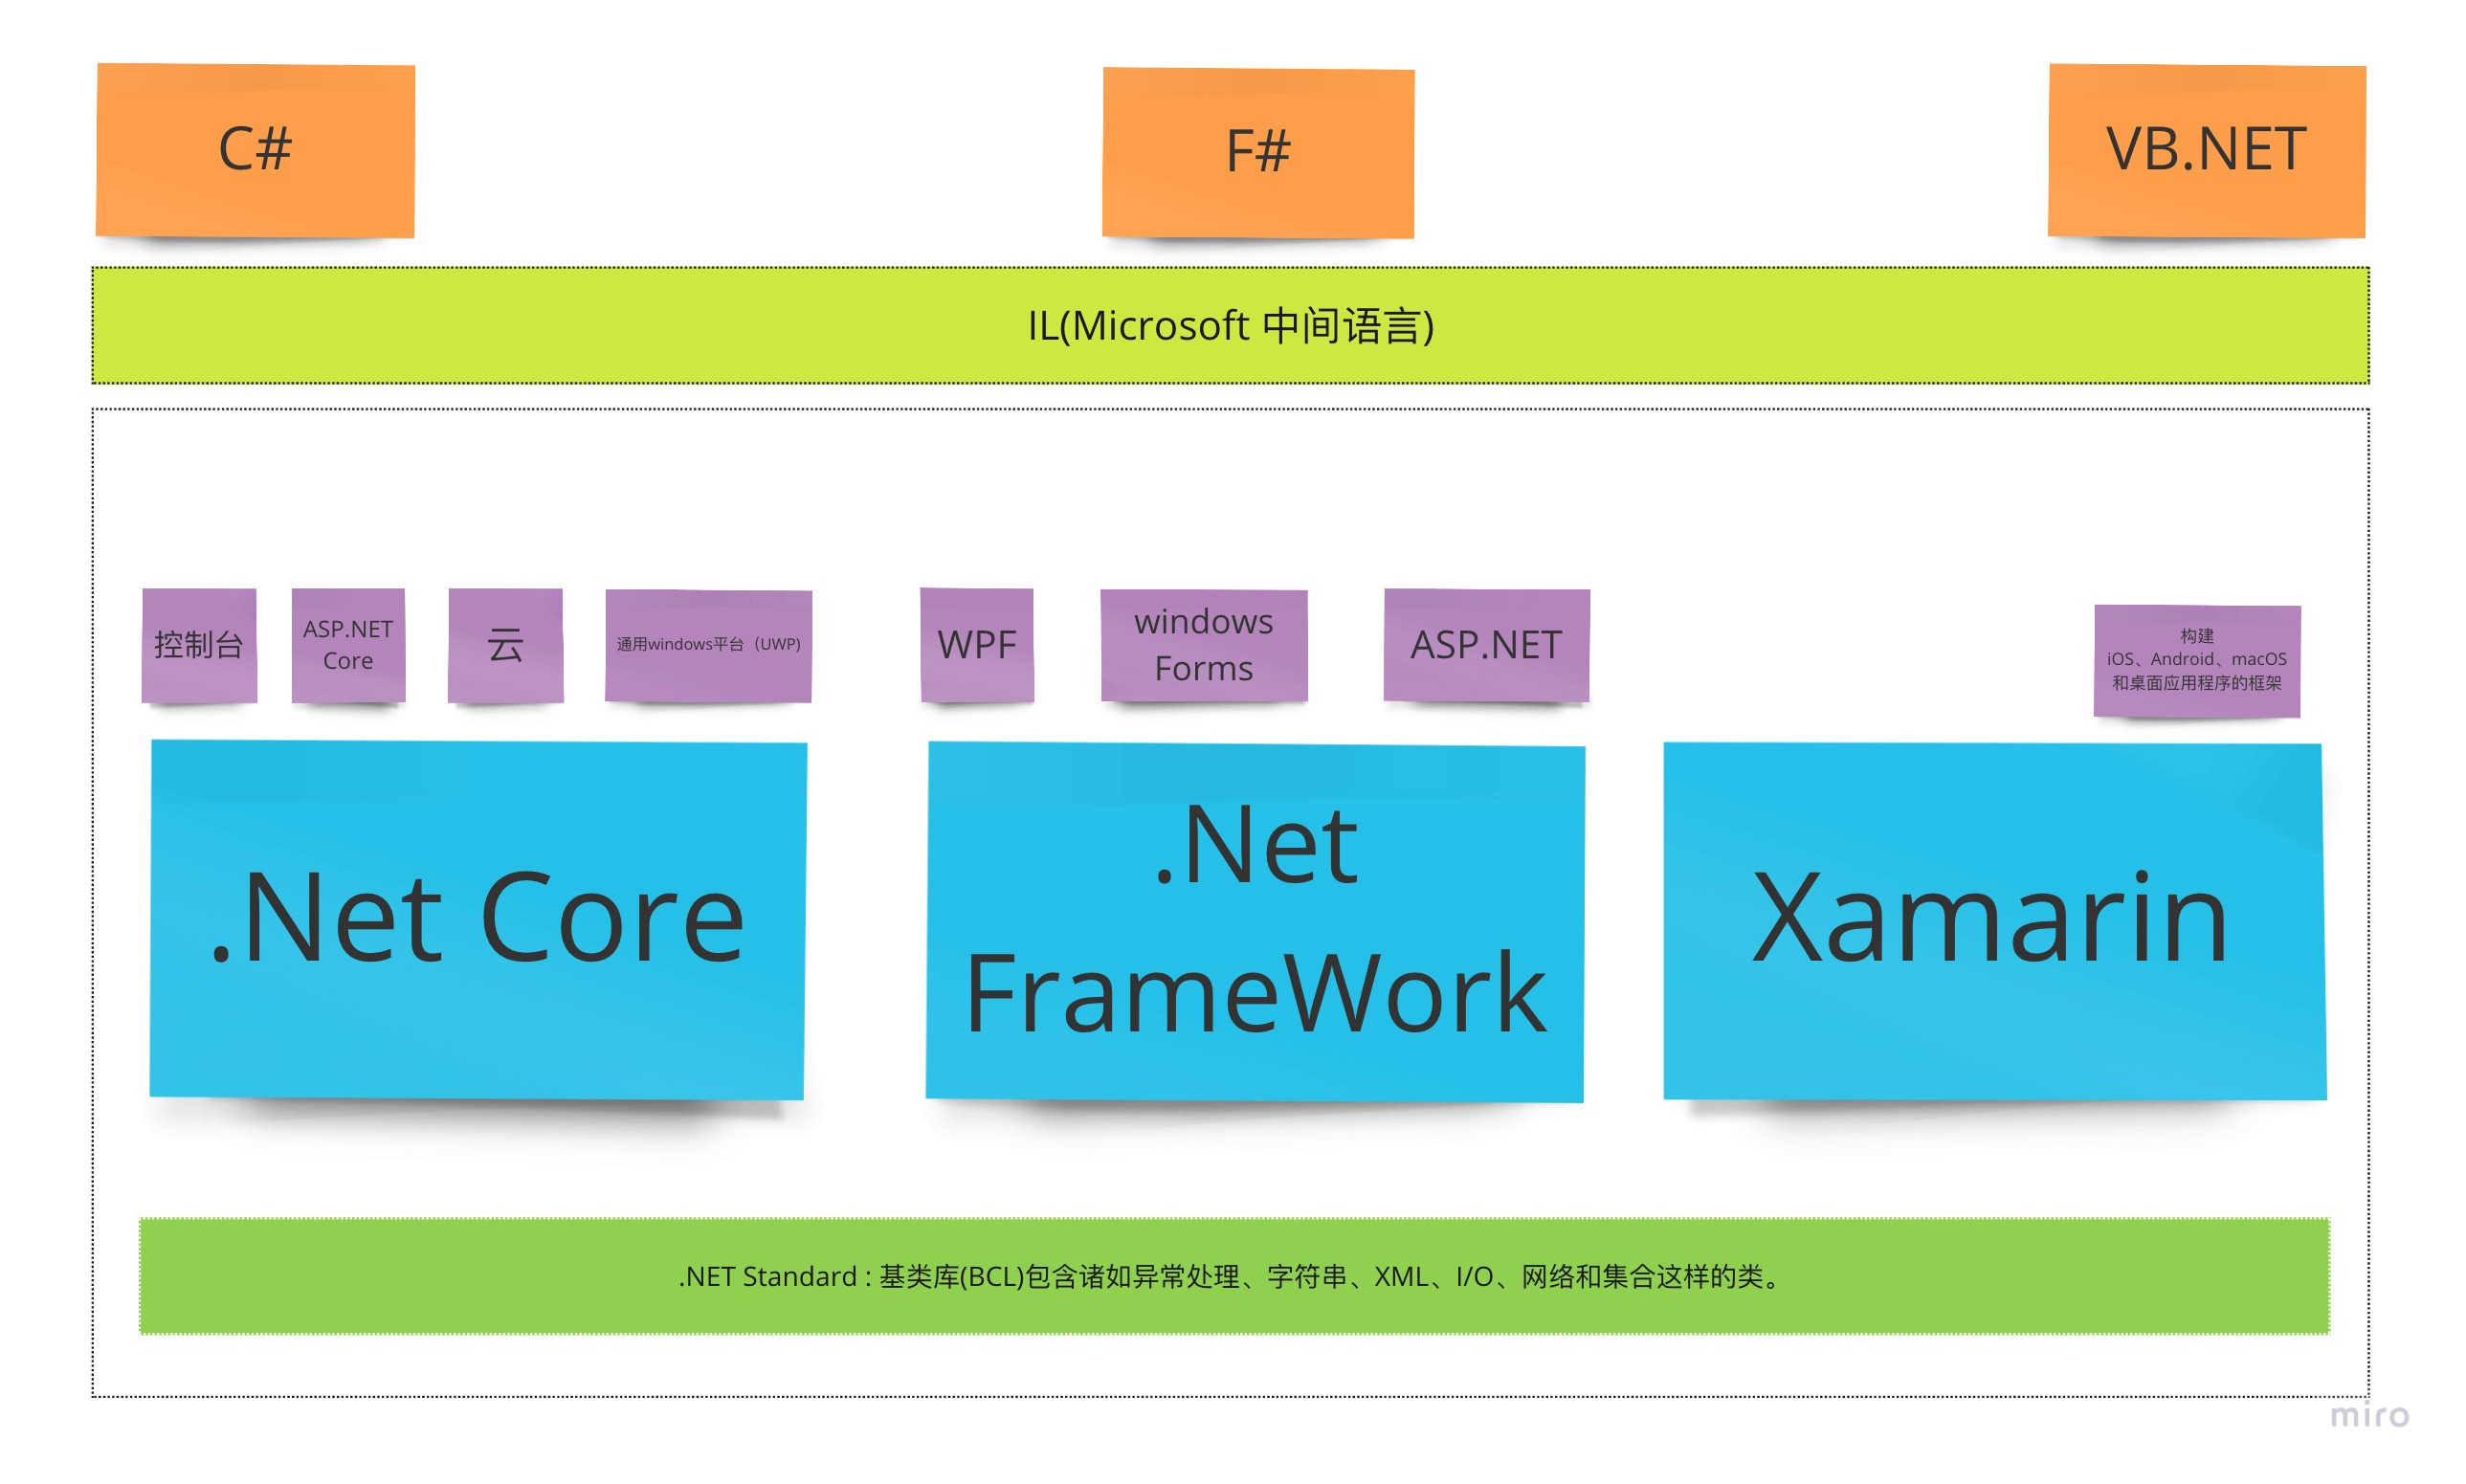 C#
F#
VB.NET
IL(Microsoft 中间语言)
控制台
ASP.NET
Core
云
通用windows平台（UWP)
WPF
windows
Forms
ASP.NET
构建
iOS、Android、macOS
和桌面应用程序的框架
.Net Core
.Net
FrameWork
Xamarin
.NET Standard : 基类库(BCL)包含诸如异常处理、字符串、XML、I/O、网络和集合这样的类。
miro